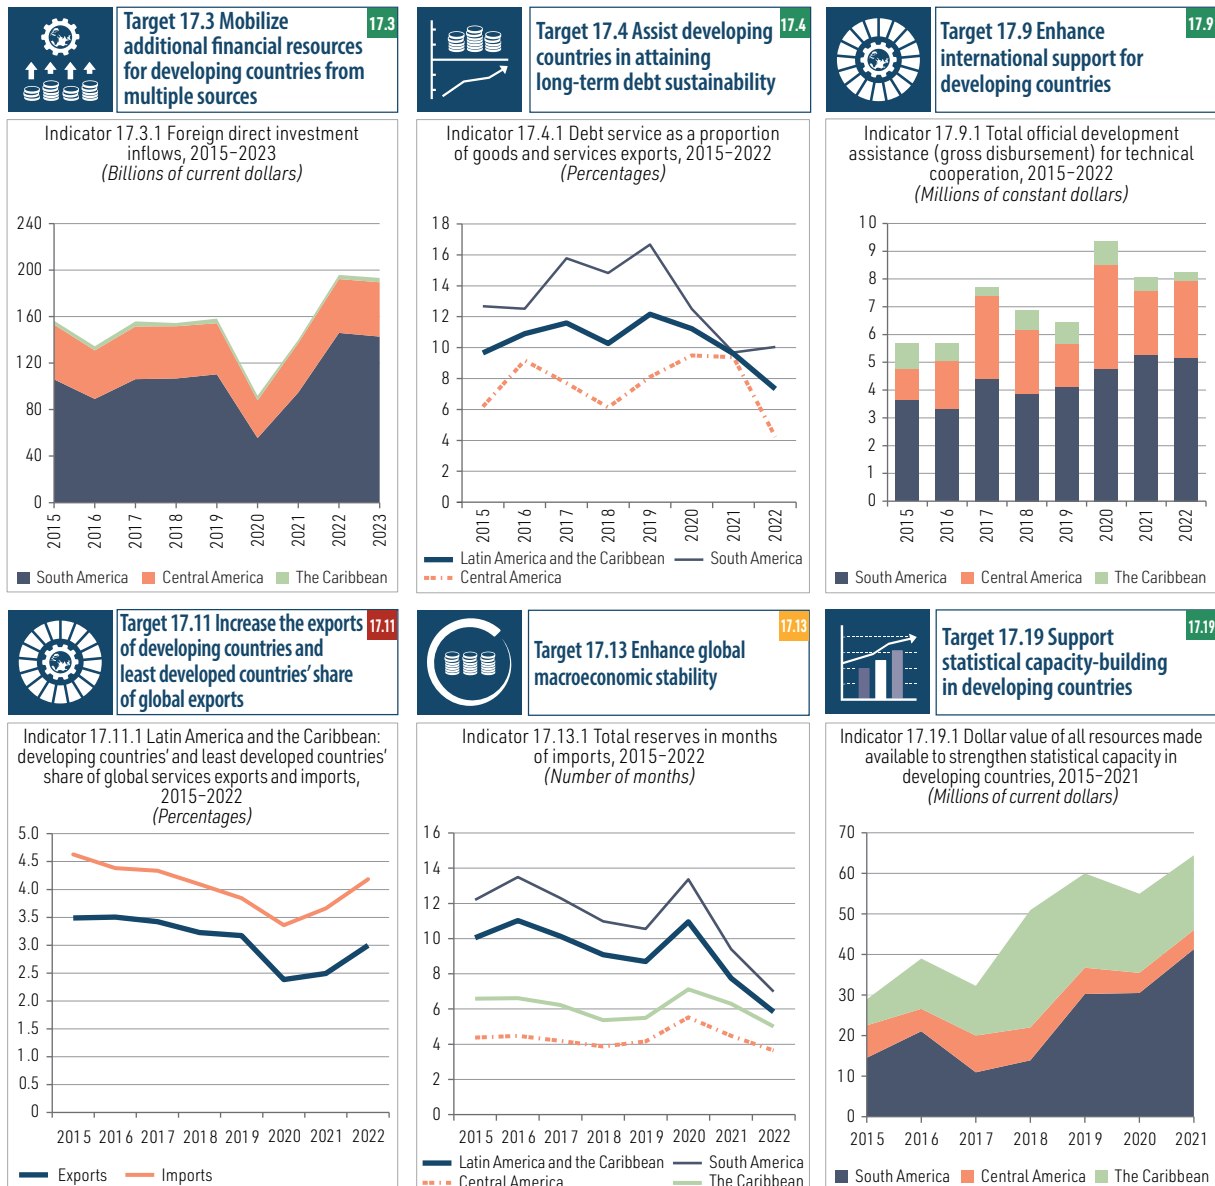 Target 17.3 Mobilize
additional financial resources
for developing countries from
multiple sources
17.3
Indicator 17.3.1 Foreign direct investment
inflows, 2015–2023
(Billions of current dollars)
240
200
160
120
80
40
0
2015
2016
2017
2018
2019
2020
2021
2022
2023
South America
Central America
The Caribbean
Target 17.4 Assist developing
countries in attaining
long-term debt sustainability
17.4
Indicator 17.4.1 Debt service as a proportion
of goods and services exports, 2015–2022
(Percentages)
18
16
14
12
10
8
6
4
2
0
2015
2016
2017
2018
2019
2020
2021
2022
Latin America and the Caribbean
South America
Central America
Target 17.9 Enhance
international support for
developing countries
17.9
Indicator 17.9.1 Total official development
assistance (gross disbursement) for technical
cooperation, 2015–2022
(Millions of constant dollars)
10
9
8
7
6
5
4
3
2
1
0
2015
2016
2017
2018
2019
2020
2021
2022
South America
Central America
The Caribbean
Target 17.11 Increase the exports
of developing countries and
least developed countries’ share
of global exports
17.11
Indicator 17.11.1 Latin America and the Caribbean:
developing countries’ and least developed countries’
share of global services exports and imports,
2015–2022
(Percentages)
5.0
4.5
4.0
3.5
3.0
2.5
2.0
1.5
1.0
0.5
0
2015 2016 2017 2018 2019 2020 2021 2022
Exports
Imports
Target 17.13 Enhance global
macroeconomic stability
17.13
Indicator 17.13.1 Total reserves in months
of imports, 2015–2022
(Number of months)
16
14
12
10
8
6
4
2
0
2015 2016 2017 2018 2019 2020 2021 2022
Latin America and the Caribbean
South America
Central America
The Caribbean
Target 17.19 Support
statistical capacity-building
in developing countries
17.19
Indicator 17.19.1 Dollar value of all resources made
available to strengthen statistical capacity in
developing countries, 2015–2021
(Millions of current dollars)
70
60
50
40
30
20
10
0
2015 2016 2017 2018 2019 2020 2021
South America
Central America
The Caribbean